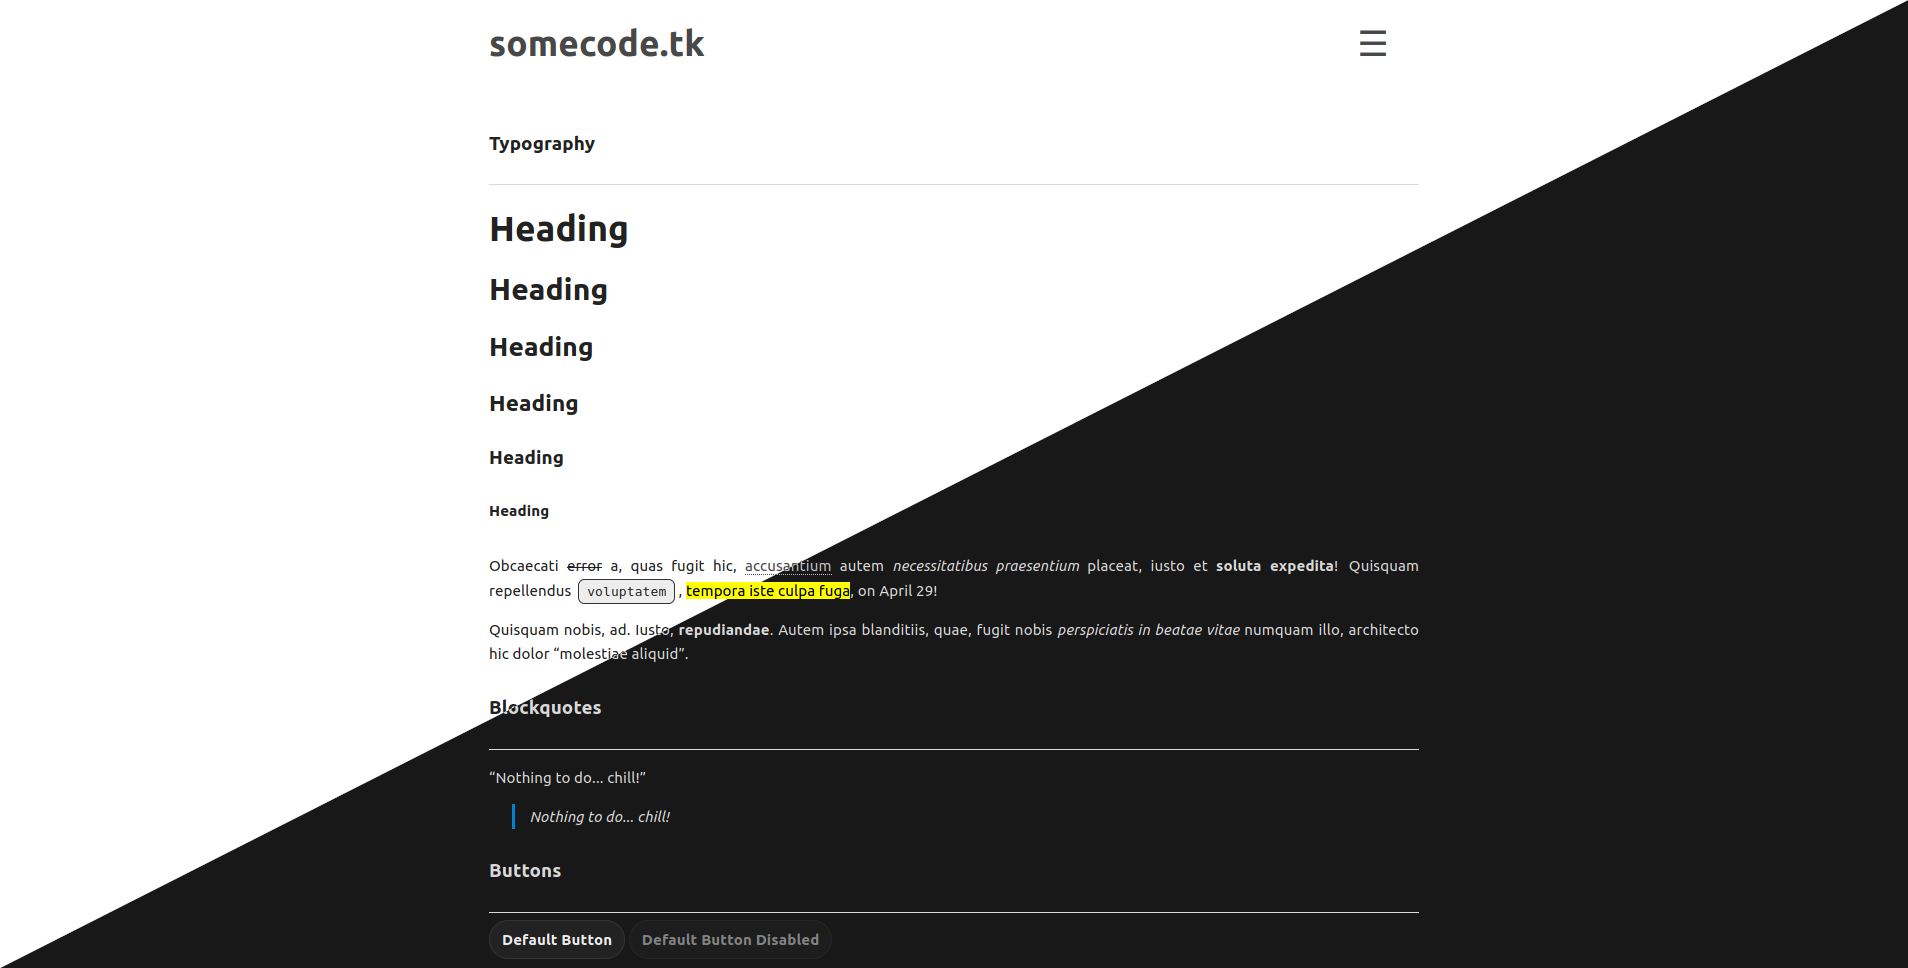 somecode.tk ☰
Typography
Heading
Heading
Heading
Heading
Heading
Heading
Obcaecati error a, quas fugit hic, accusantium autem necessitatibus praesentium placeat, iusto et soluta expedita! Quisquam
repellendus voluptatem , tempora iste culpa fuga, on April 29!
Quisquam nobis, ad. Iusto, repudiandae. Autem ipsa blanditiis, quae, fugit nobis perspiciatis in beatae vitae numquam illo, architecto
hic dolor “molestiae aliquid”.
Blockquotes
“Nothing to do... chill!”
Nothing to do... chill!
Buttons
Default Button Default Button Disabled